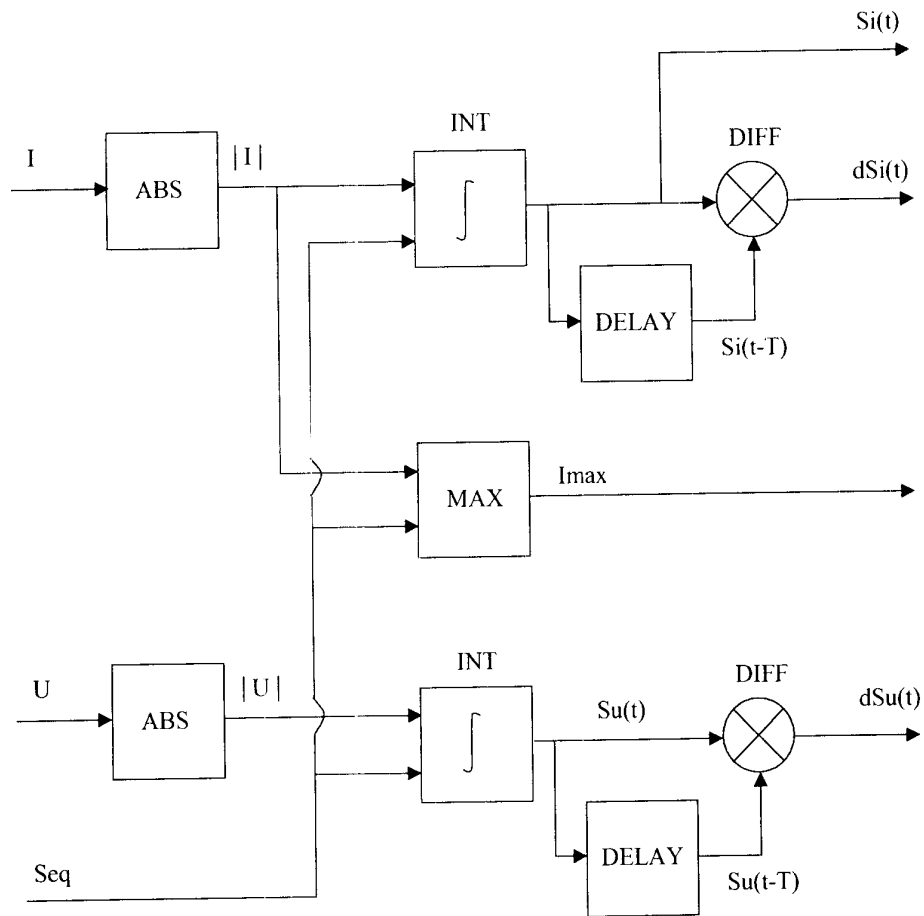 Si(t)
INT
DIFF
I
|I|
dSi(t)
ABS
∫
DELAY
Si(t-T)
Imax
MAX
INT
DIFF
U
|U|
Su(t)
dSu(t)
ABS
∫
DELAY
Seq
Su(t-T)